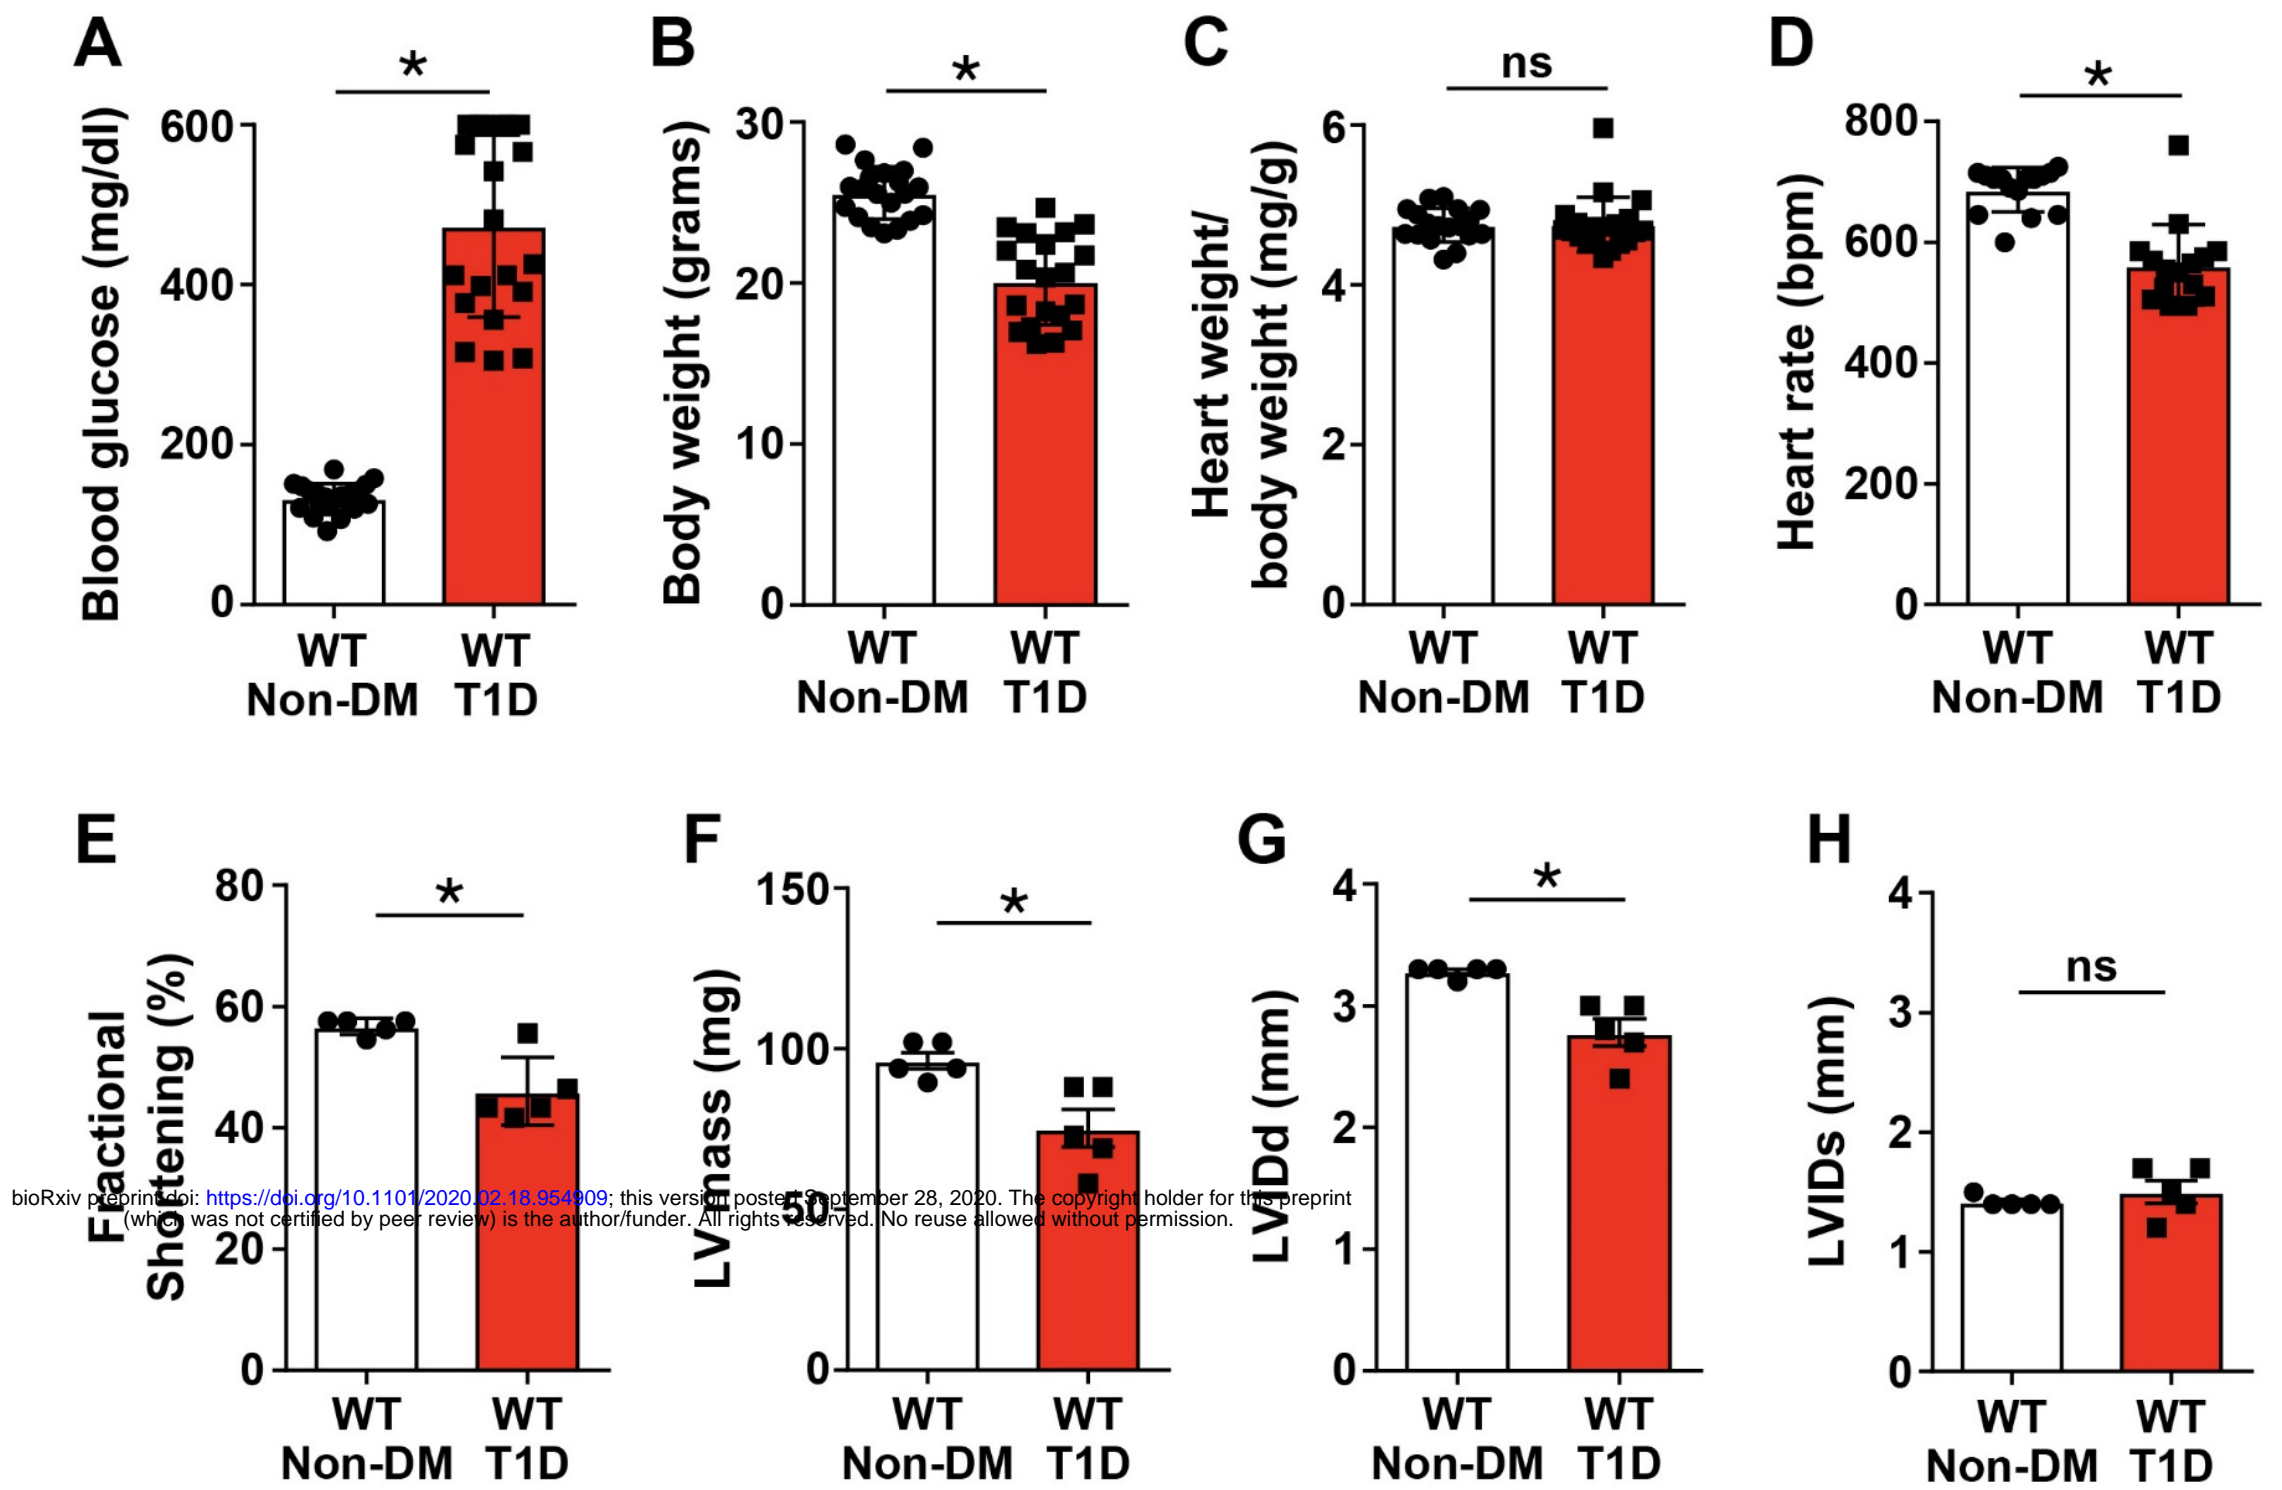 A
*
Blood glucose (mg/dl)
600
400
200
0
WT WT
Non-DM T1D
B
*
Body weight (grams)
30
20
10
0
WT WT
Non-DM T1D
C
ns
Heart weight/
body weight (mg/g)
6
4
2
0
WT WT
Non-DM T1D
D
*
Heart rate (bpm)
800
600
400
200
0
WT WT
Non-DM T1D
E
*
Fractional
Shortening (%)
80
60
40
20
0
WT WT
Non-DM T1D
F
*
LV mass (mg)
150
100
50
0
WT WT
Non-DM T1D
G
*
LVIDd (mm)
4
3
2
1
0
WT WT
Non-DM T1D
H
ns
LVIDs (mm)
4
3
2
1
0
WT WT
Non-DM T1D
bioRxiv preprint doi: https://doi.org/10.1101/2020.02.18.954909; this version posted September 28, 2020. The copyright holder for this preprint
(which was not certified by peer review) is the author/funder. All rights reserved. No reuse allowed without permission.